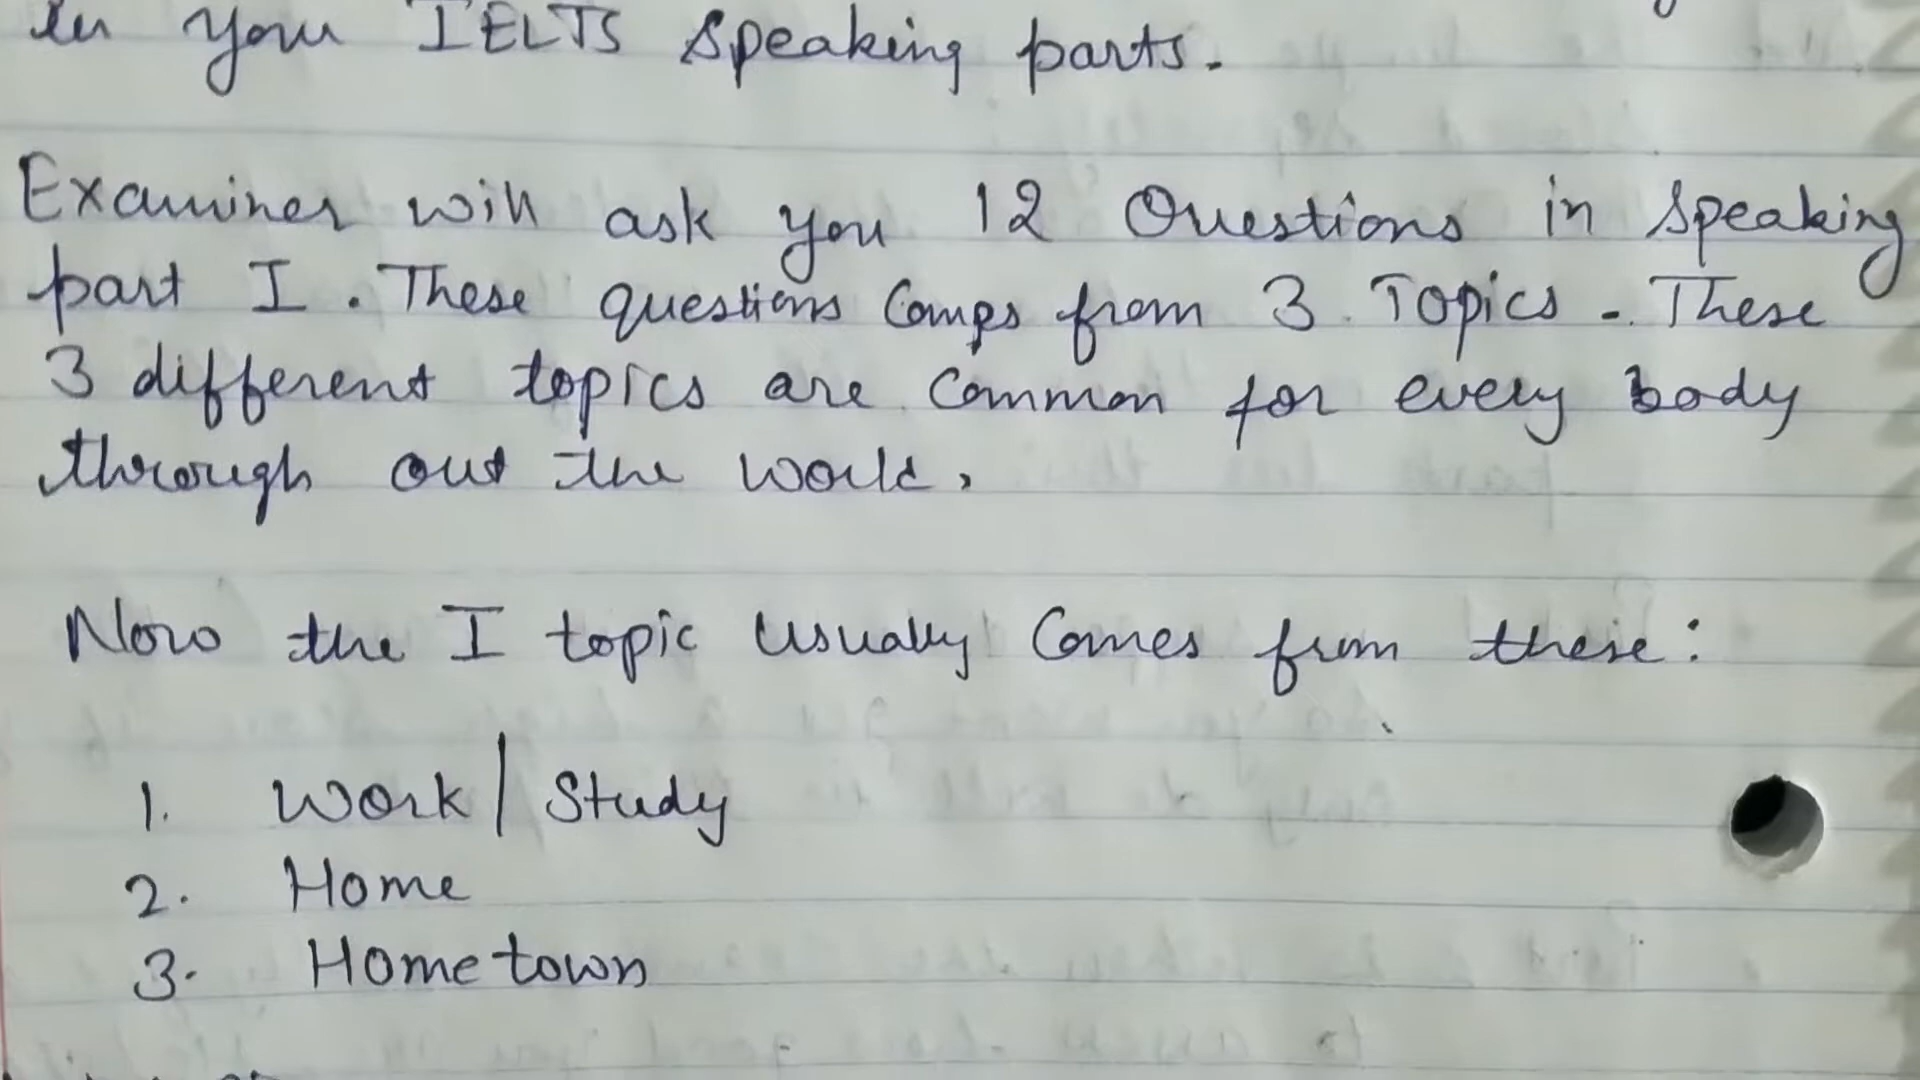 in your IELTS speaking parts.
Examiner will ask you 12 Questions in speaking
part I. These questions comes from 3 Topics. These
3 different topics are common for every body
through out the world.
Now the I topic usually comes from these:
1. Work/Study
2. Home
3. Hometown